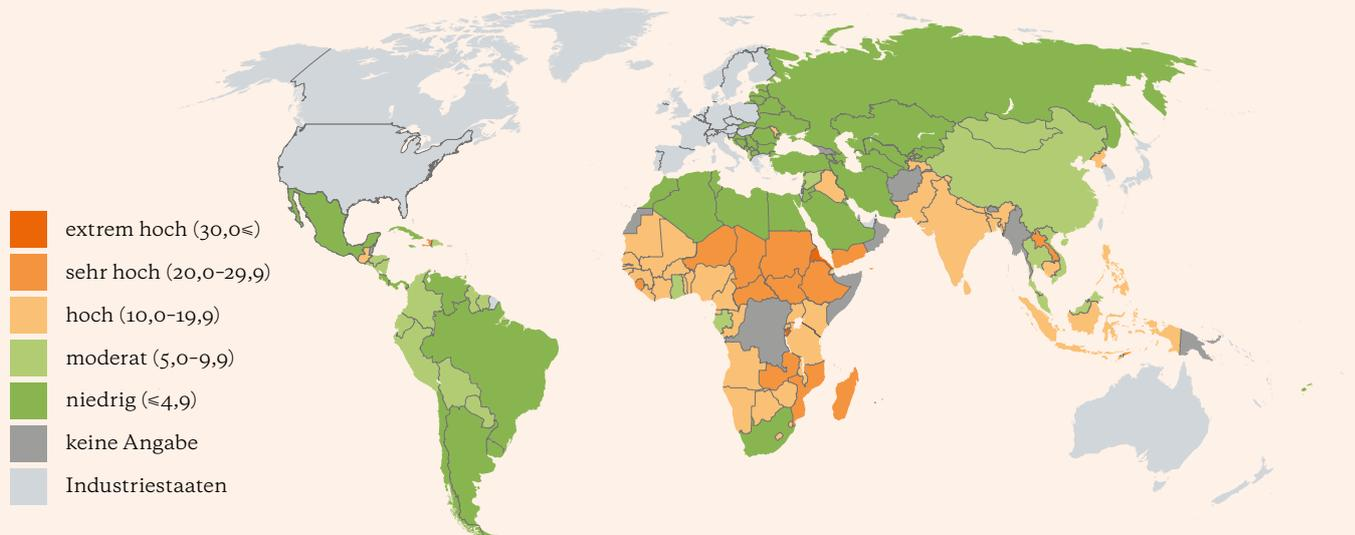 extrem hoch (30,0≤)
sehr hoch (20,0–29,9)
hoch (10,0–19,9)
moderat (5,0–9,9)
niedrig (≤4,9)
keine Angabe
Industriestaaten